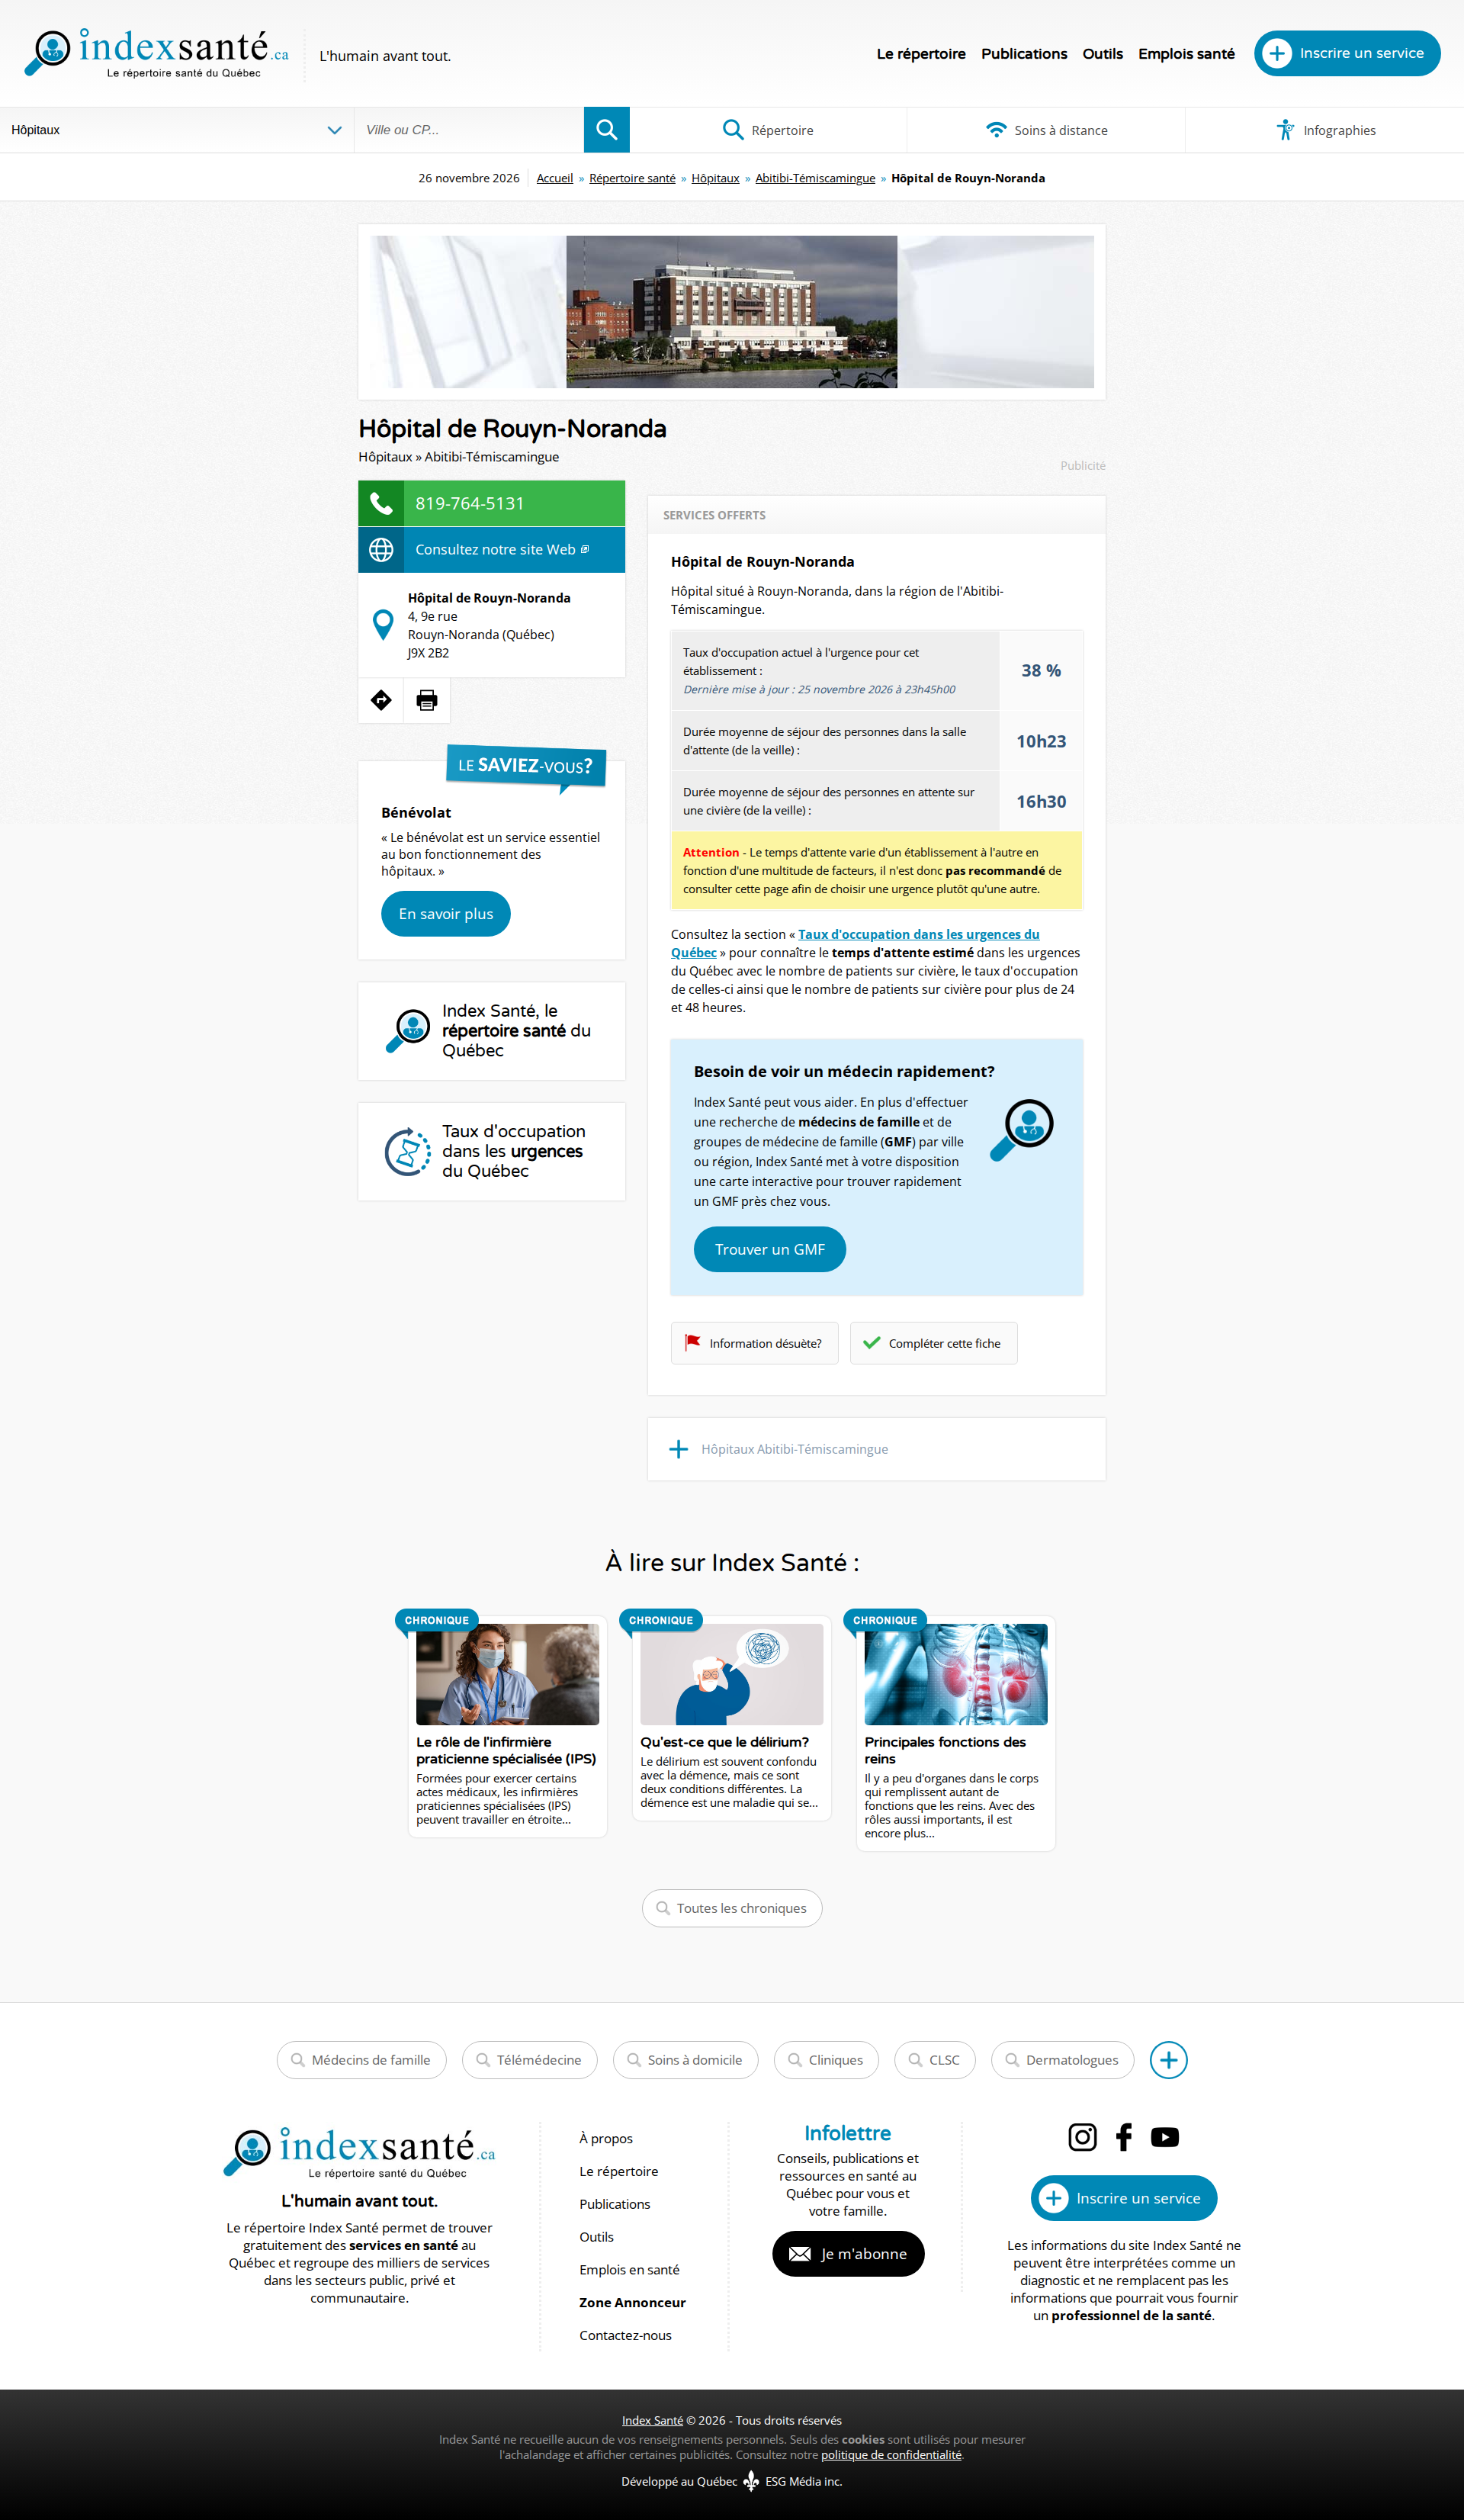 indexsanté.ca
Le répertoire santé du Québec
L'humain avant tout.
Le répertoire
Publications
Outils
Emplois santé
Inscrire un service
Hôpitaux
Ville ou CP...
Répertoire
Soins à distance
Infographies
26 novembre 2026
Accueil » Répertoire santé » Hôpitaux » Abitibi-Témiscamingue » Hôpital de Rouyn-Noranda
Hôpital de Rouyn-Noranda
Hôpitaux » Abitibi-Témiscamingue
Publicité
819-764-5131
Consultez notre site Web
Hôpital de Rouyn-Noranda
4, 9e rue
Rouyn-Noranda (Québec)
J9X 2B2
LE SAVIEZ-VOUS?
Bénévolat
« Le bénévolat est un service essentiel
au bon fonctionnement des
hôpitaux. »
En savoir plus
Index Santé, le
répertoire santé du
Québec
Taux d'occupation
dans les urgences
du Québec
SERVICES OFFERTS
Hôpital de Rouyn-Noranda
Hôpital situé à Rouyn-Noranda, dans la région de l'Abitibi-
Témiscamingue.
Taux d'occupation actuel à l'urgence pour cet
établissement :
Dernière mise à jour : 25 novembre 2026 à 23h45h00
38 %
Durée moyenne de séjour des personnes dans la salle
d'attente (de la veille) :
10h23
Durée moyenne de séjour des personnes en attente sur
une civière (de la veille) :
16h30
Attention - Le temps d'attente varie d'un établissement à l'autre en
fonction d'une multitude de facteurs, il n'est donc pas recommandé de
consulter cette page afin de choisir une urgence plutôt qu'une autre.
Consultez la section « Taux d'occupation dans les urgences du
Québec » pour connaître le temps d'attente estimé dans les urgences
du Québec avec le nombre de patients sur civière, le taux d'occupation
de celles-ci ainsi que le nombre de patients sur civière pour plus de 24
et 48 heures.
Besoin de voir un médecin rapidement?
Index Santé peut vous aider. En plus d'effectuer
une recherche de médecins de famille et de
groupes de médecine de famille (GMF) par ville
ou région, Index Santé met à votre disposition
une carte interactive pour trouver rapidement
un GMF près chez vous.
Trouver un GMF
Information désuète?
Compléter cette fiche
Hôpitaux Abitibi-Témiscamingue
À lire sur Index Santé :
CHRONIQUE
Le rôle de l'infirmière
praticienne spécialisée (IPS)
Formées pour exercer certains
actes médicaux, les infirmières
praticiennes spécialisées (IPS)
peuvent travailler en étroite...
CHRONIQUE
Qu'est-ce que le délirium?
Le délirium est souvent confondu
avec la démence, mais ce sont
deux conditions différentes. La
démence est une maladie qui se...
CHRONIQUE
Principales fonctions des
reins
Il y a peu d'organes dans le corps
qui remplissent autant de
fonctions que les reins. Avec des
rôles aussi importants, il est
encore plus...
Toutes les chroniques
Médecins de famille
Télémédecine
Soins à domicile
Cliniques
CLSC
Dermatologues
indexsanté.ca
Le répertoire santé du Québec
L'humain avant tout.
Le répertoire Index Santé permet de trouver
gratuitement des services en santé au
Québec et regroupe des milliers de services
dans les secteurs public, privé et
communautaire.
À propos
Le répertoire
Publications
Outils
Emplois en santé
Zone Annonceur
Contactez-nous
Infolettre
Conseils, publications et
ressources en santé au
Québec pour vous et
votre famille.
Je m'abonne
Inscrire un service
Les informations du site Index Santé ne
peuvent être interprétées comme un
diagnostic et ne remplacent pas les
informations que pourrait vous fournir
un professionnel de la santé.
Index Santé © 2026 - Tous droits réservés
Index Santé ne recueille aucun de vos renseignements personnels. Seuls des cookies sont utilisés pour mesurer
l'achalandage et afficher certaines publicités. Consultez notre politique de confidentialité.
Développé au Québec ESG Média inc.